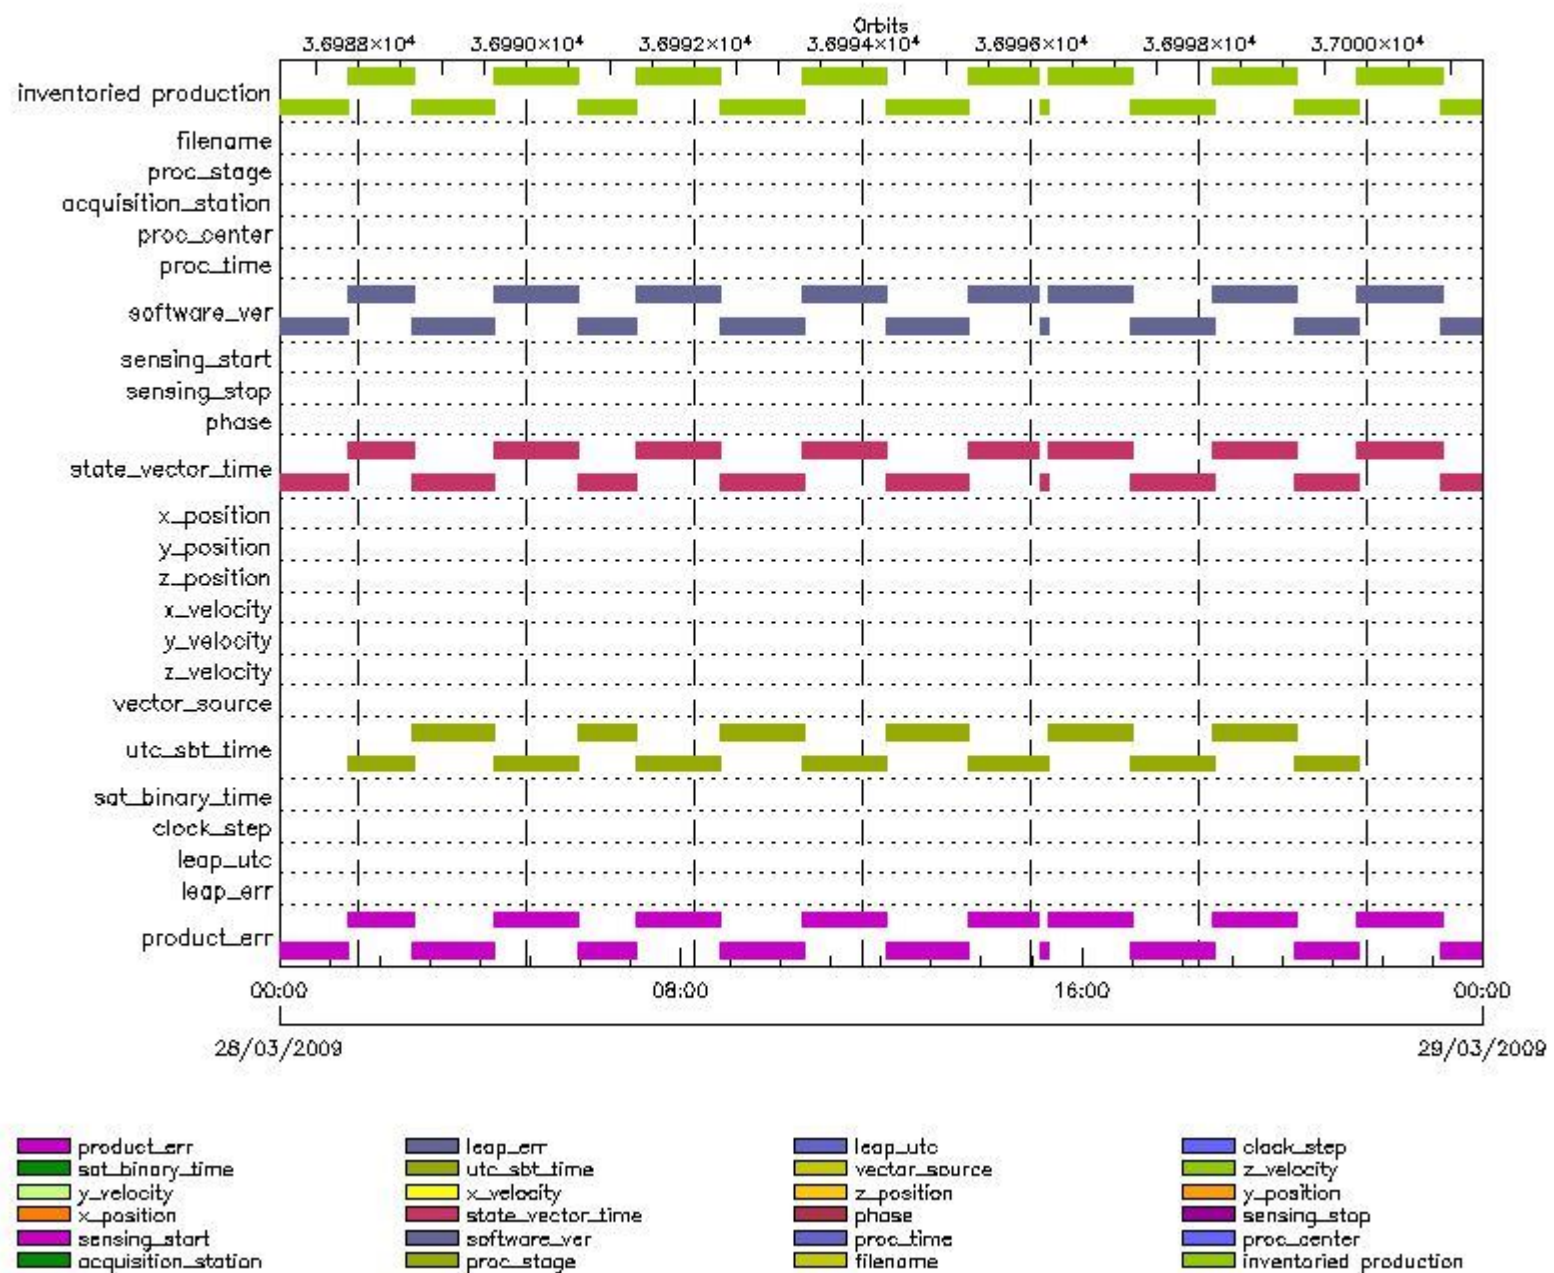 Orbits
3.6988×10⁴ 3.6990×10⁴ 3.6992×10⁴ 3.6994×10⁴ 3.6996×10⁴ 3.6998×10⁴ 3.7000×10⁴
inventoried production
filename
proc_stage
acquisition_station
proc_center
proc_time
software_ver
sensing_start
sensing_stop
phase
state_vector_time
x_position
y_position
z_position
x_velocity
y_velocity
z_velocity
vector_source
utc_sbt_time
sat_binary_time
clock_step
leap_utc
leap_err
product_err
00:00 08:00 16:00 00:00
28/03/2009 29/03/2009
product_err leap_err leap_utc clock_step
sat_binary_time utc_sbt_time vector_source z_velocity
y_velocity x_velocity z_position y_position
x_position state_vector_time phase sensing_stop
sensing_start software_ver proc_time proc_center
acquisition_station proc_stage filename inventoried production